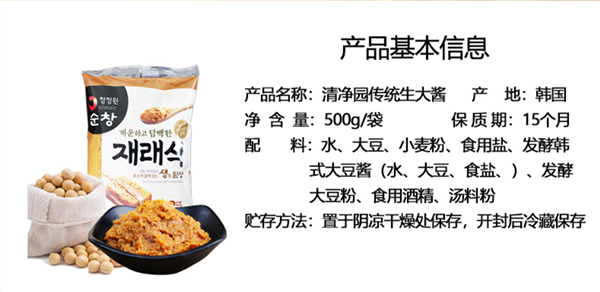 产品基本信息
产品名称：清净园传统生大酱 产 地：韩国
净 含 量：500g/袋 保 质 期：15个月
配 料：水、大豆、小麦粉、食用盐、发酵韩
式大豆酱（水、大豆、食盐、）、发酵
大豆粉、食用酒精、汤料粉
贮存方法：置于阴凉干燥处保存，开封后冷藏保存
청정원
CLASSIC
순창
개운하고 담백한
재래식
생